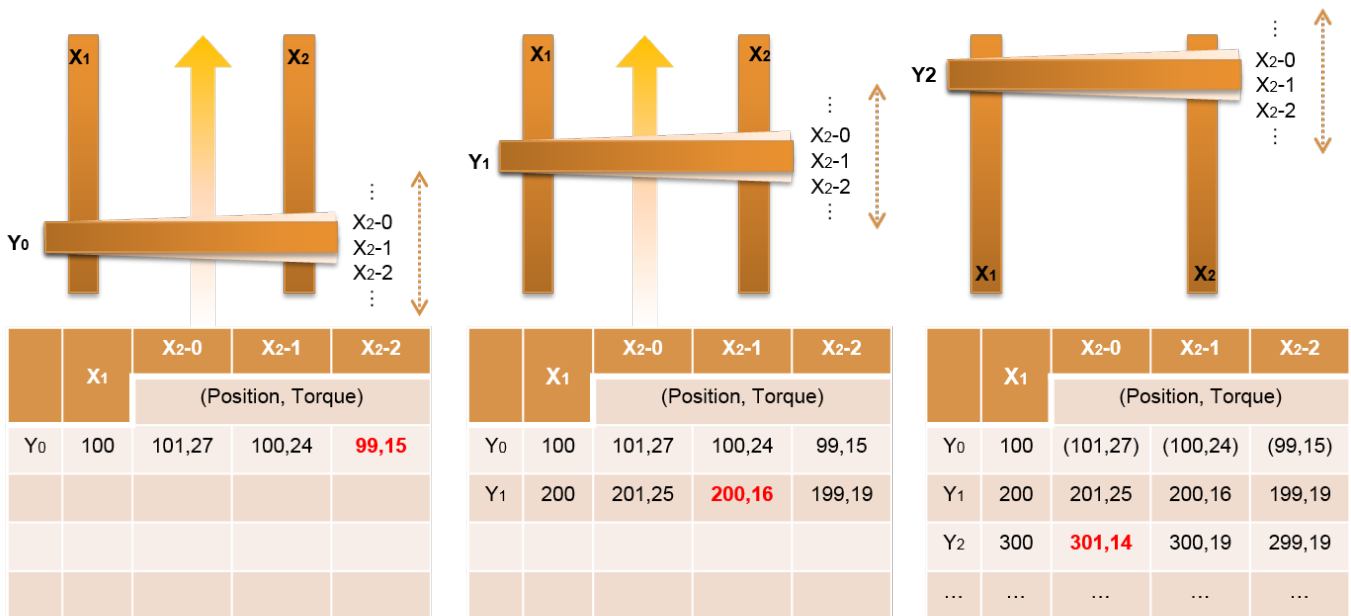 X1 X2
Y0
⋮
X2-0
X2-1
X2-2
⋮
X1 X2-0 X2-1 X2-2
(Position, Torque)
Y0 100 101,27 100,24 99,15
X1 X2
Y1
⋮
X2-0
X2-1
X2-2
⋮
X1 X2-0 X2-1 X2-2
(Position, Torque)
Y0 100 101,27 100,24 99,15
Y1 200 201,25 200,16 199,19
Y2
⋮
X2-0
X2-1
X2-2
⋮
X1 X2
X1 X2-0 X2-1 X2-2
(Position, Torque)
Y0 100 (101,27) (100,24) (99,15)
Y1 200 201,25 200,16 199,19
Y2 300 301,14 300,19 299,19
... ... ... ... ...